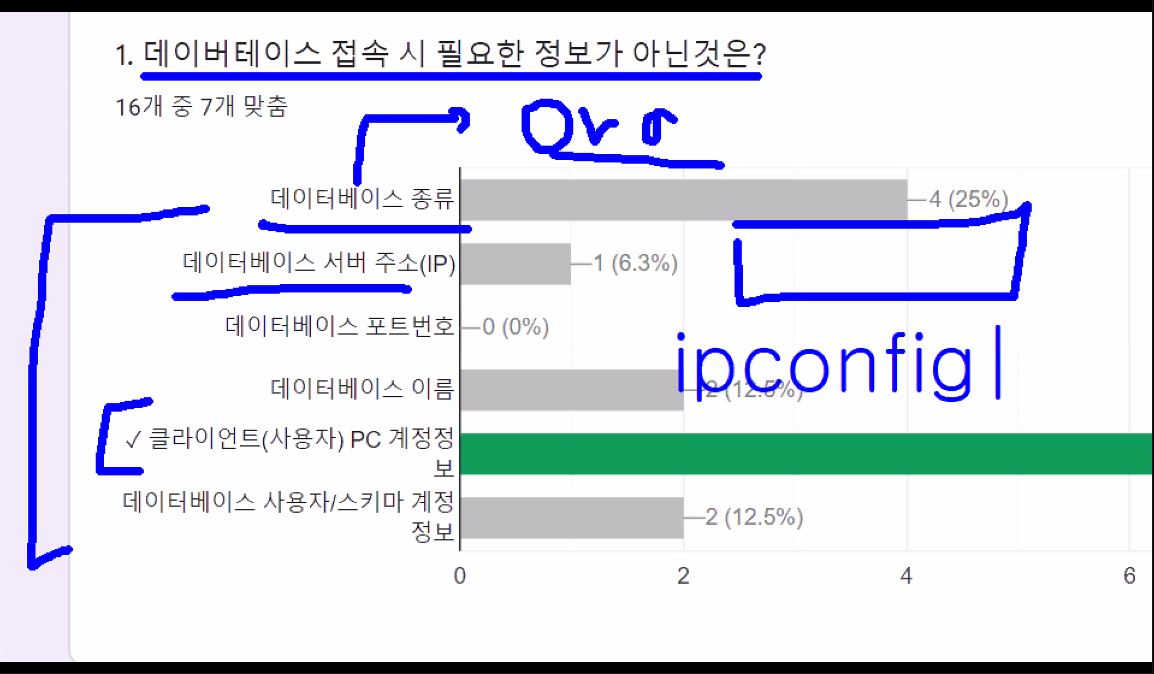 1. 데이버테이스 접속 시 필요한 정보가 아닌것은?
16개 중 7개 맞춤
데이터베이스 종류
4 (25%)
데이터베이스 서버 주소(IP)
1 (6.3%)
데이터베이스 포트번호
0 (0%)
ipconfig
데이터베이스 이름
2 (12.5%)
✓ 클라이언트(사용자) PC 계정정
보
데이터베이스 사용자/스키마 계정
정보
2 (12.5%)
0 2 4 6